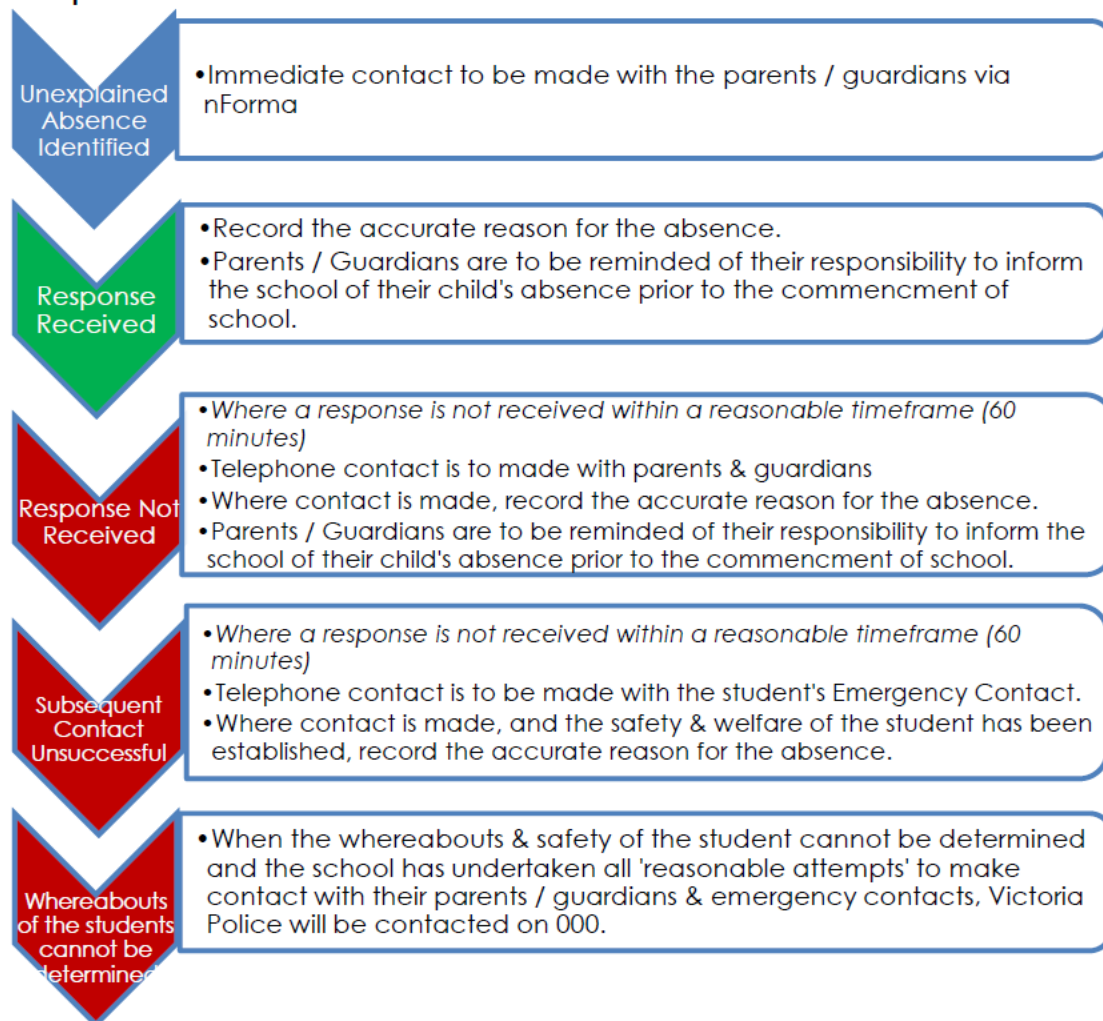 Unexplained
Absence
Identified
•Immediate contact to be made with the parents / guardians via
nForma
Response
Received
•Record the accurate reason for the absence.
•Parents / Guardians are to be reminded of their responsibility to inform
the school of their child's absence prior to the commencment of
school.
Response Not
Received
•Where a response is not received within a reasonable timeframe (60
minutes)
•Telephone contact is to made with parents & guardians
•Where contact is made, record the accurate reason for the absence.
•Parents / Guardians are to be reminded of their responsibility to inform the
school of their child's absence prior to the commencment of school.
Subsequent
Contact
Unsuccessful
•Where a response is not received within a reasonable timeframe (60
minutes)
•Telephone contact is to be made with the student's Emergency Contact.
•Where contact is made, and the safety & welfare of the student has been
established, record the accurate reason for the absence.
Whereabouts
of the students
cannot be
determined
•When the whereabouts & safety of the student cannot be determined
and the school has undertaken all 'reasonable attempts' to make
contact with their parents / guardians & emergency contacts, Victoria
Police will be contacted on 000.